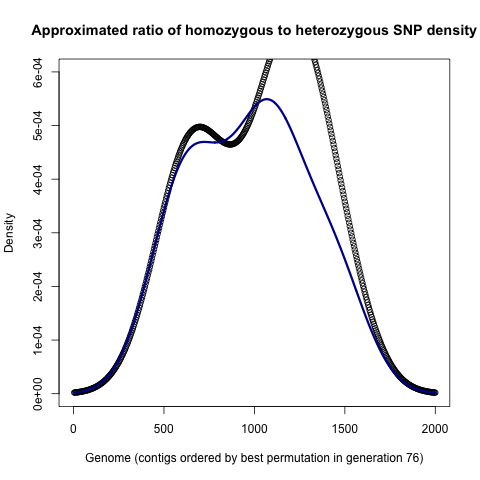 Approximated ratio of homozygous to heterozygous SNP density
6e-04
5e-04
4e-04
3e-04
2e-04
1e-04
0e+00
Density
0 500 1000 1500 2000
Genome (contigs ordered by best permutation in generation 76)